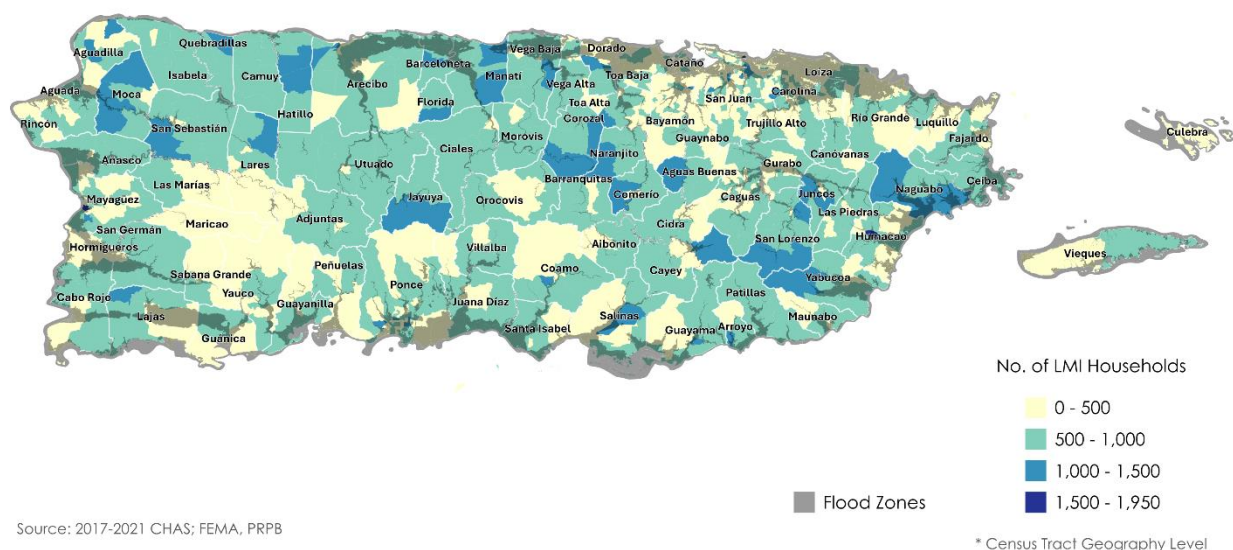 Aguadilla
Quebradillas
Isabela
Camuy
Hatillo
Arecibo
Barceloneta
Manatí
Vega Baja
Vega Alta
Dorado
Toa Baja
Toa Alta
Cataño
San Juan
Carolina
Loiza
Aguada
Moca
Rincón
San Sebastián
Lares
Florida
Morovis
Corozal
Bayamón
Guaynabo
Trujillo Alto
Río Grande
Luquillo
Fajardo
Culebra
Añasco
Utuado
Ciales
Naranjito
Barranquitas
Comerío
Aguas Buenas
Gurabo
Canóvanas
Naguabo
Ceiba
Las Marías
Mayagüez
Maricao
Adjuntas
Jayuya
Orocovis
Caguas
Juncos
Las Piedras
Humacao
San Germán
Hormigueros
Cidra
San Lorenzo
Villalba
Aibonito
Coamo
Cayey
Yabucoa
Vieques
Sabana Grande
Peñuelas
Ponce
Yauco
Guayanilla
Juana Díaz
Patillas
Cabo Rojo
Lajas
Guánica
Santa Isabel
Salinas
Guayama
Arroyo
Maunabo
No. of LMI Households
0 - 500
500 - 1,000
1,000 - 1,500
1,500 - 1,950
Flood Zones
Source: 2017-2021 CHAS; FEMA, PRPB
* Census Tract Geography Level